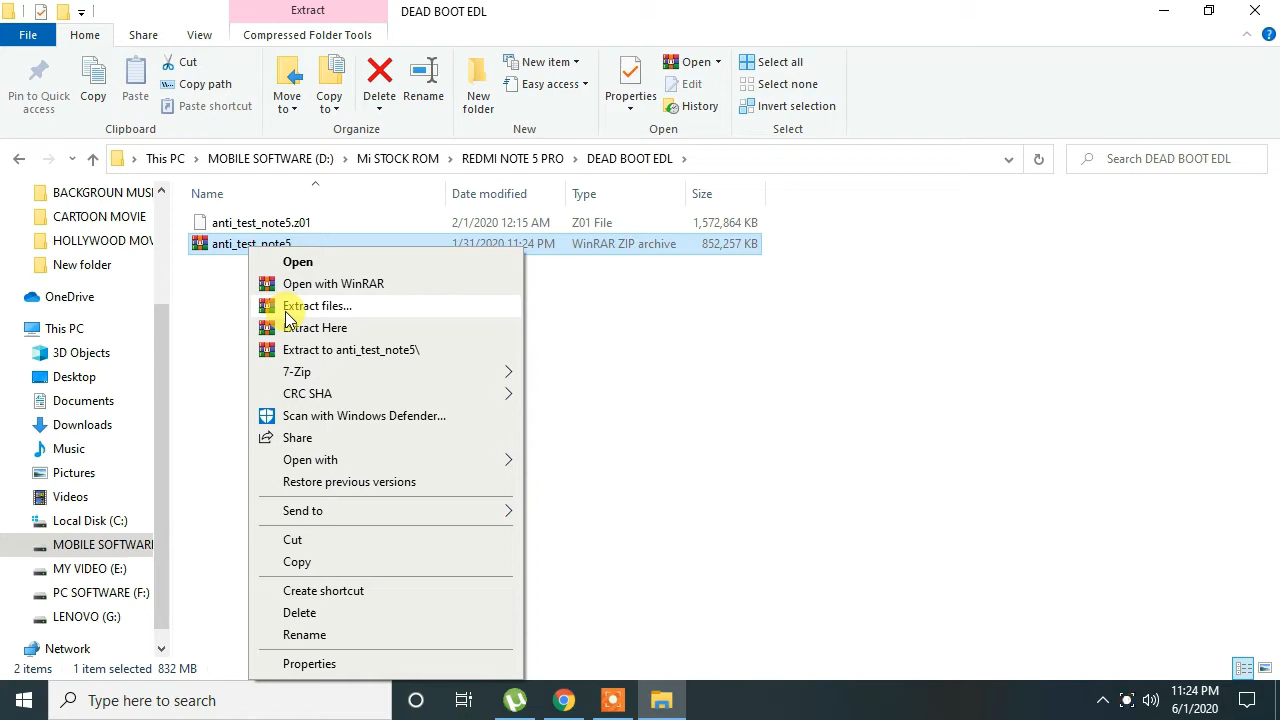 Extract
DEAD BOOT EDL
File
Home
Share
View
Compressed Folder Tools
Pin to Quick access
Copy
Paste
Cut
Copy path
Paste shortcut
Clipboard
Move to
Copy to
Delete
Rename
Organize
New folder
New item
Easy access
New
Properties
Open
Edit
History
Open
Select all
Select none
Invert selection
Select
This PC
MOBILE SOFTWARE (D:)
Mi STOCK ROM
REDMI NOTE 5 PRO
DEAD BOOT EDL
Search DEAD BOOT EDL
BACKGROUN MUSI
CARTOON MOVIE
HOLLYWOOD MOV
New folder
OneDrive
This PC
3D Objects
Desktop
Documents
Downloads
Music
Pictures
Videos
Local Disk (C:)
MOBILE SOFTWARE
MY VIDEO (E:)
PC SOFTWARE (F:)
LENOVO (G:)
Network
Name Date modified Type Size
anti_test_note5.z01 2/1/2020 12:15 AM Z01 File 1,572,864 KB
anti_test_note5 1/31/2020 11:24 PM WinRAR ZIP archive 852,257 KB
Open
Open with WinRAR
Extract files...
Extract Here
Extract to anti_test_note5\
7-Zip
CRC SHA
Scan with Windows Defender...
Share
Open with
Restore previous versions
Send to
Cut
Copy
Create shortcut
Delete
Rename
Properties
2 items 1 item selected 832 MB
Type here to search
11:24 PM
6/1/2020